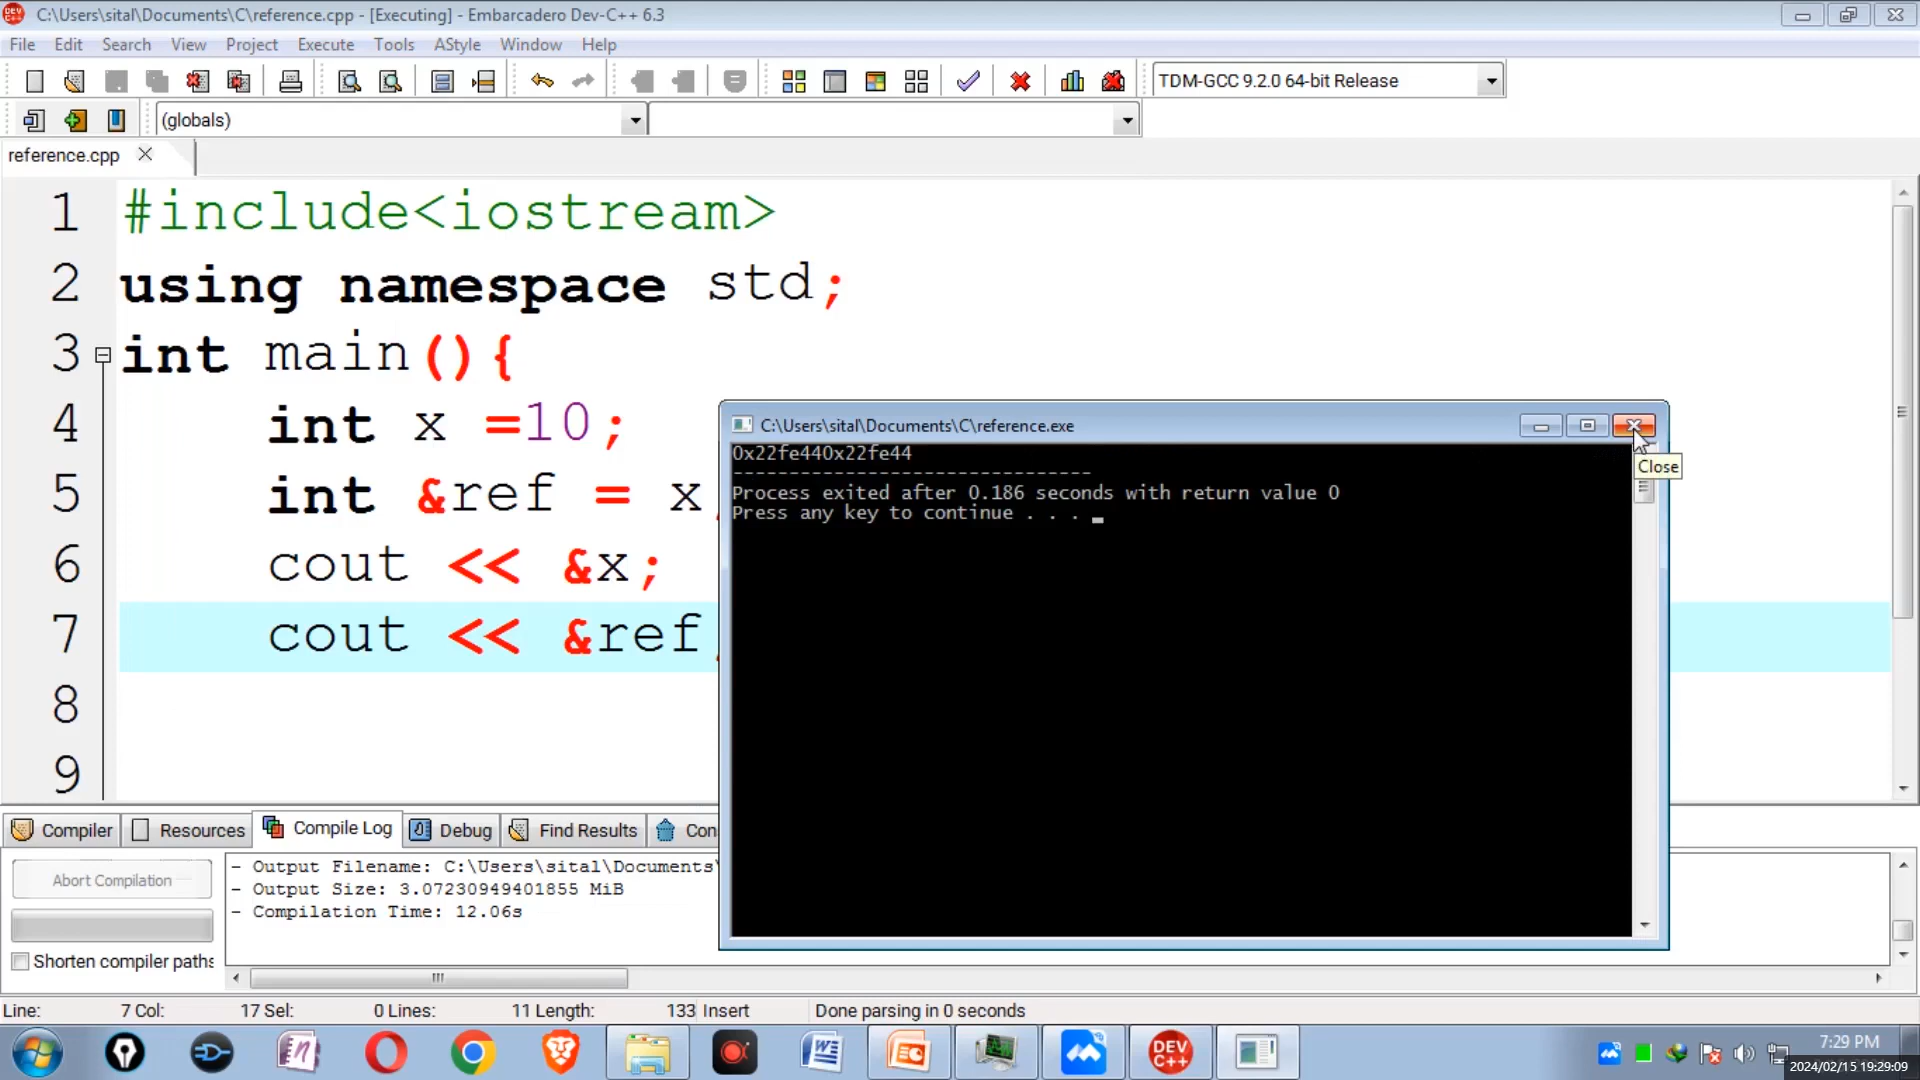 C:\Users\sital\Documents\C\reference.cpp - [Executing] - Embarcadero Dev-C++ 6.3
File Edit Search View Project Execute Tools AStyle Window Help
TDM-GCC 9.2.0 64-bit Release
(globals)
reference.cpp
1 #include<iostream>
2 using namespace std;
3 int main(){
4 int x =10;
5 int &ref = x
6 cout << &x;
7 cout << &ref
8
9
C:\Users\sital\Documents\C\reference.exe
Close
0x22fe440x22fe44
--------------------------------
Process exited after 0.186 seconds with return value 0
Press any key to continue . . .
Compiler Resources Compile Log Debug Find Results Con
Abort Compilation
Shorten compiler paths
- Output Filename: C:\Users\sital\Documents\
- Output Size: 3.07230949401855 MiB
- Compilation Time: 12.06s
Line: 7 Col: 17 Sel: 0 Lines: 11 Length: 133 Insert Done parsing in 0 seconds
DEV C++
7:29 PM
2024/02/15 19:29:09